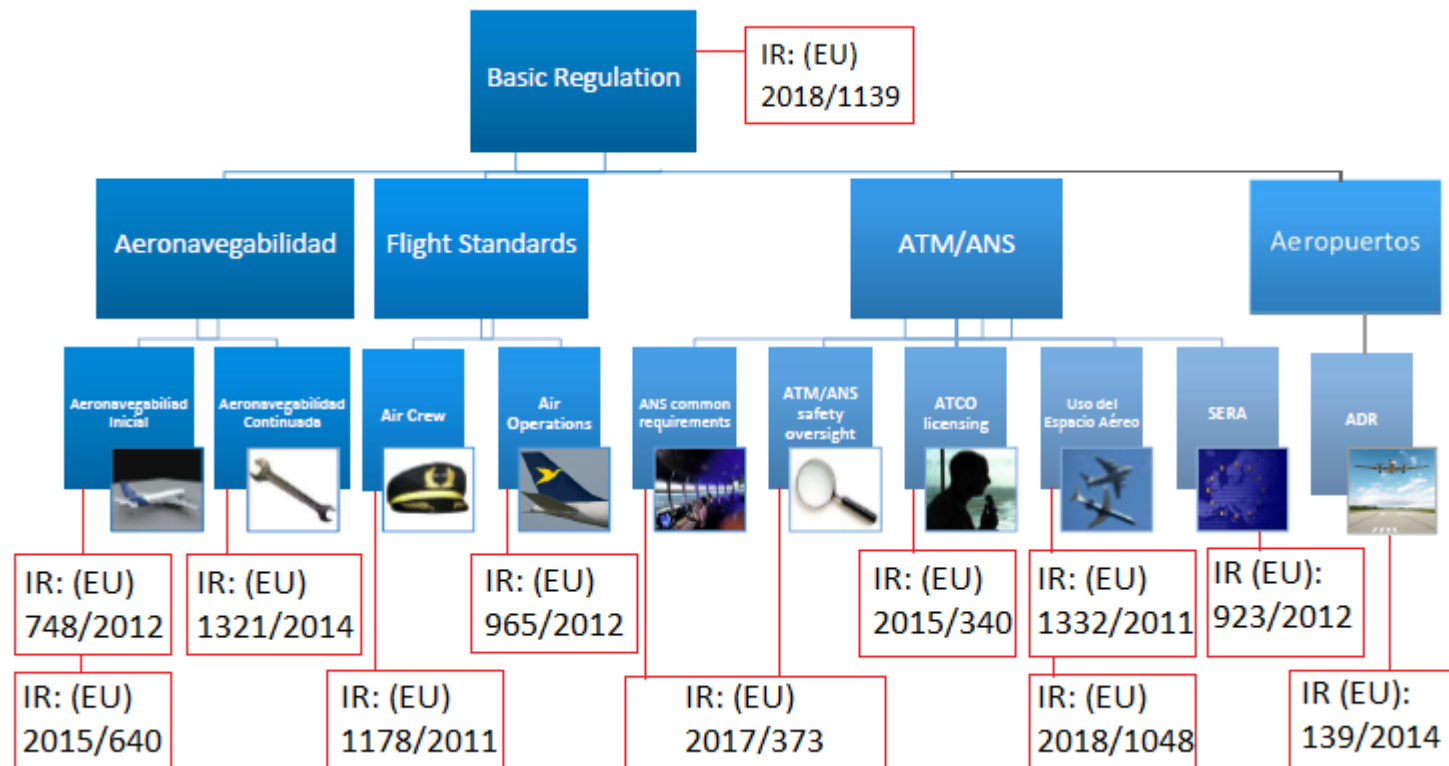 Basic Regulation
IR: (EU)
2018/1139
Aeronavegabilidad
Flight Standards
ATM/ANS
Aeropuertos
Aeronavegabiliad
Inicial
Aeronavegabilidad
Continuada
Air Crew
Air
Operations
ANS common
requirements
ATM/ANS
safety
oversight
ATCO
licensing
Uso del
Espacio Aéreo
SERA
ADR
IR: (EU)
748/2012
IR: (EU)
1321/2014
IR: (EU)
965/2012
IR: (EU)
2015/340
IR: (EU)
1332/2011
IR (EU):
923/2012
IR: (EU)
2015/640
IR: (EU)
1178/2011
IR: (EU)
2017/373
IR: (EU)
2018/1048
IR (EU):
139/2014